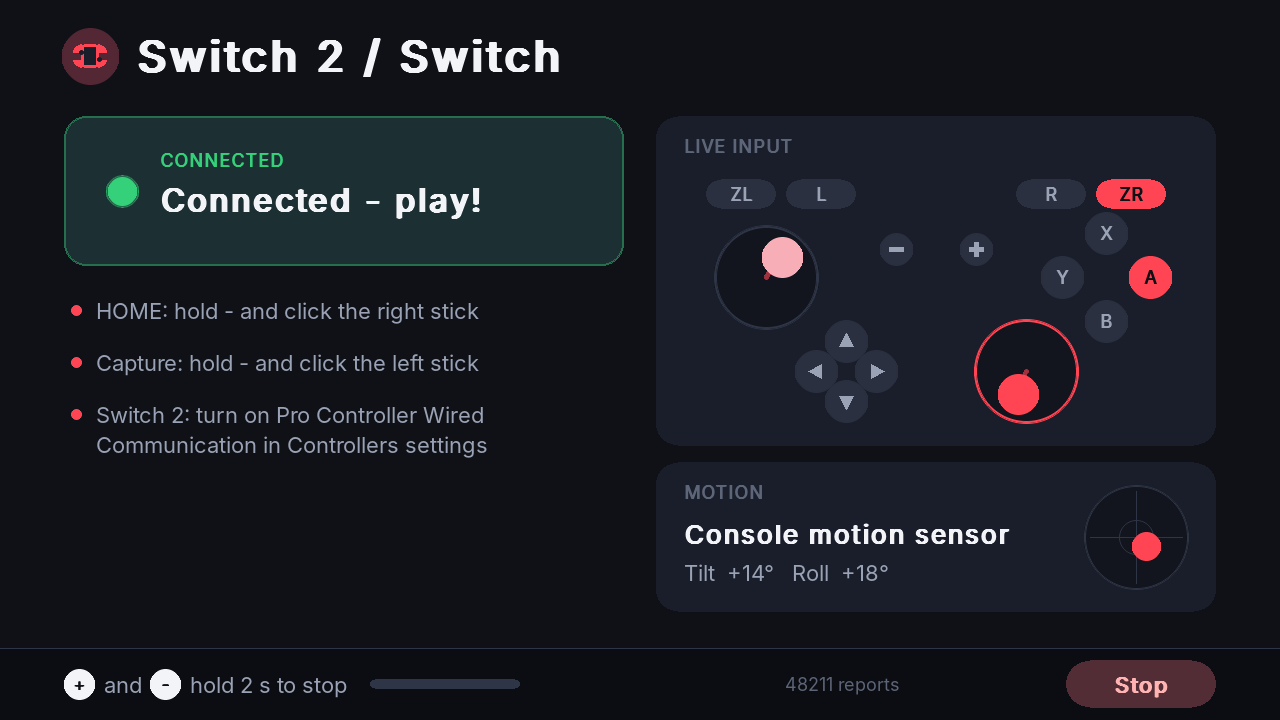 Switch 2 / Switch
CONNECTED
Connected - play!
HOME: hold - and click the right stick
Capture: hold - and click the left stick
Switch 2: turn on Pro Controller Wired
Communication in Controllers settings
LIVE INPUT
ZL L R ZR
X
Y A
B
MOTION
Console motion sensor
Tilt +14° Roll +18°
+ and - hold 2 s to stop
48211 reports
Stop